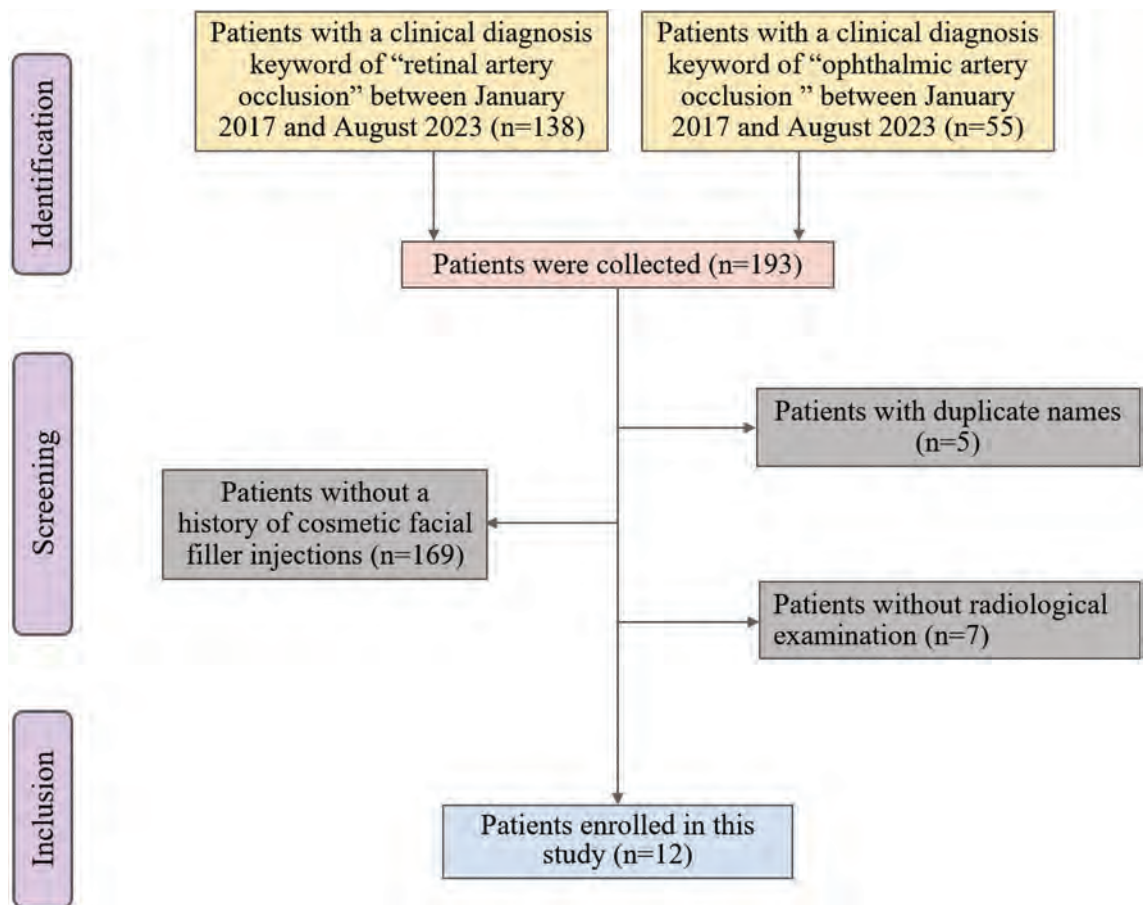 Identification
Patients with a clinical diagnosis
keyword of “retinal artery
occlusion” between January
2017 and August 2023 (n=138)
Patients with a clinical diagnosis
keyword of “ophthalmic artery
occlusion ” between January
2017 and August 2023 (n=55)
Patients were collected (n=193)
Screening
Patients with duplicate names
(n=5)
Patients without a
history of cosmetic facial
filler injections (n=169)
Patients without radiological
examination (n=7)
Inclusion
Patients enrolled in this
study (n=12)